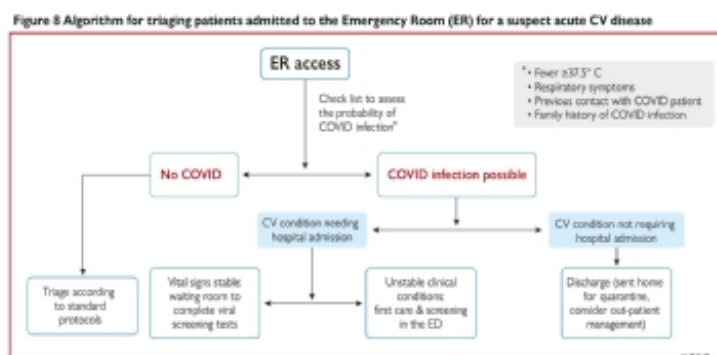 Figure 8 Algorithm for triaging patients admitted to the Emergency Room (ER) for a suspect acute CV disease
ER access
* • Fever ≥37.5° C
• Respiratory symptoms
• Previous contact with COVID patient
• Family history of COVID infection
Check list to assess
the probability of
COVID infection*
No COVID
COVID infection possible
CV condition needing
hospital admission
CV condition not requiring
hospital admission
Triage according
to standard
protocols
Vital signs stable:
waiting room to
complete viral
screening tests
Unstable clinical
conditions:
first care & screening
in the ED
Discharge (sent home
for quarantine,
consider out-patient
management)